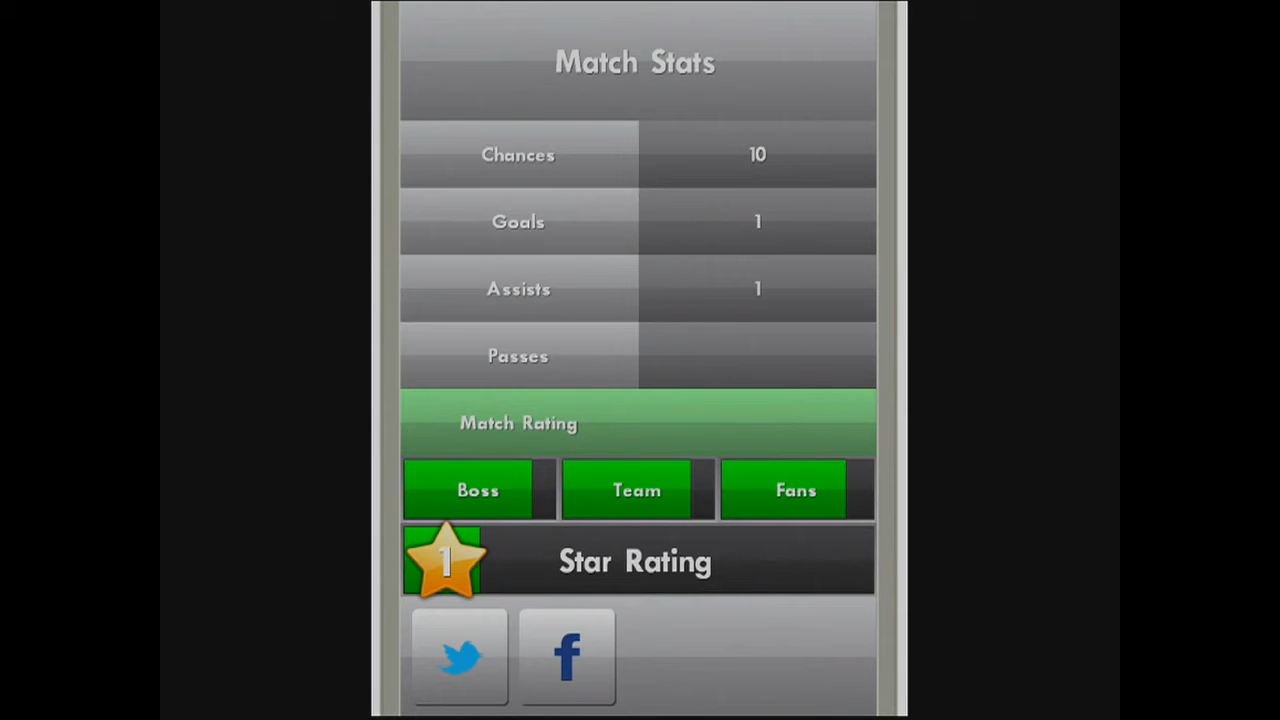 Match Stats
Chances 10
Goals 1
Assists 1
Passes
Match Rating
Boss Team Fans
1 Star Rating
f